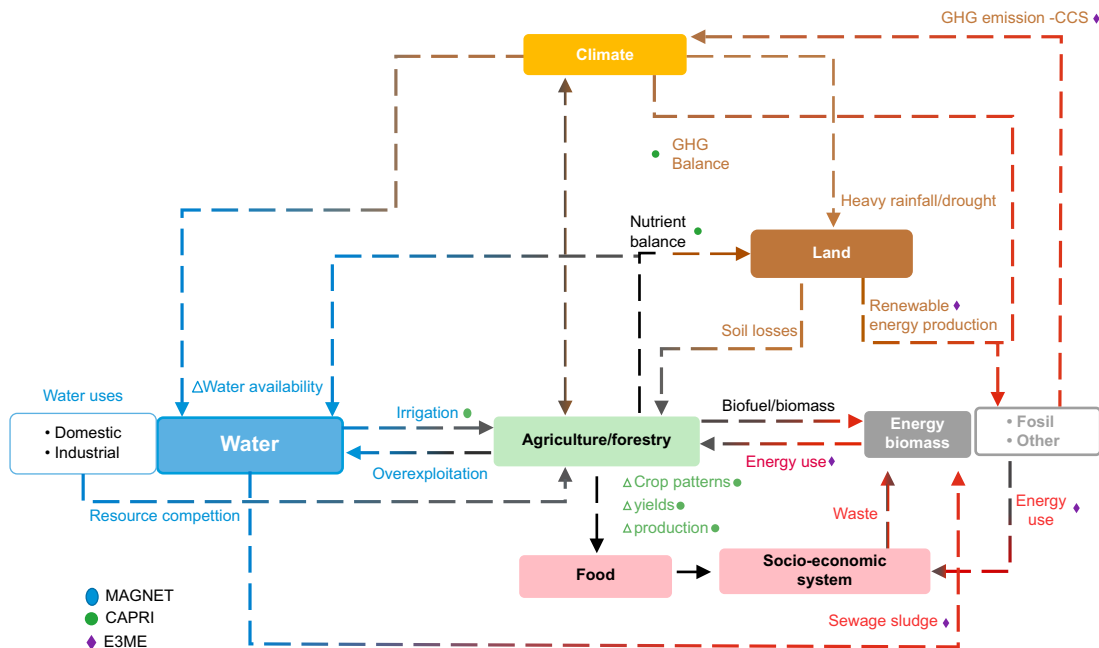 GHG emission -CCS
Climate
GHG
Balance
Heavy rainfall/drought
Nutrient
balance
Land
Renewable
energy production
Soil losses
ΔWater availability
Water uses
• Domestic
• Industrial
Water
Irrigation
Overexploitation
Resource compettion
Agriculture/forestry
Biofuel/biomass
Energy use
Energy
biomass
• Fosil
• Other
Δ Crop patterns
Δ yields
Δ production
Waste
Energy
use
Food
Socio-economic
system
Sewage sludge
MAGNET
CAPRI
E3ME